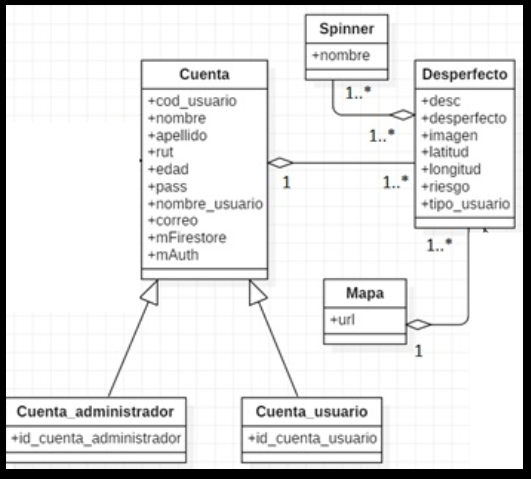 Spinner
+nombre
1..*
1..*
Cuenta
+cod_usuario
+nombre
+apellido
+rut
+edad
+pass
+nombre_usuario
+correo
+mFirestore
+mAuth
1
1..*
Desperfecto
+desc
+desperfecto
+imagen
+latitud
+longitud
+riesgo
+tipo_usuario
1..*
Mapa
+url
1
Cuenta_administrador
+id_cuenta_administrador
Cuenta_usuario
+id_cuenta_usuario